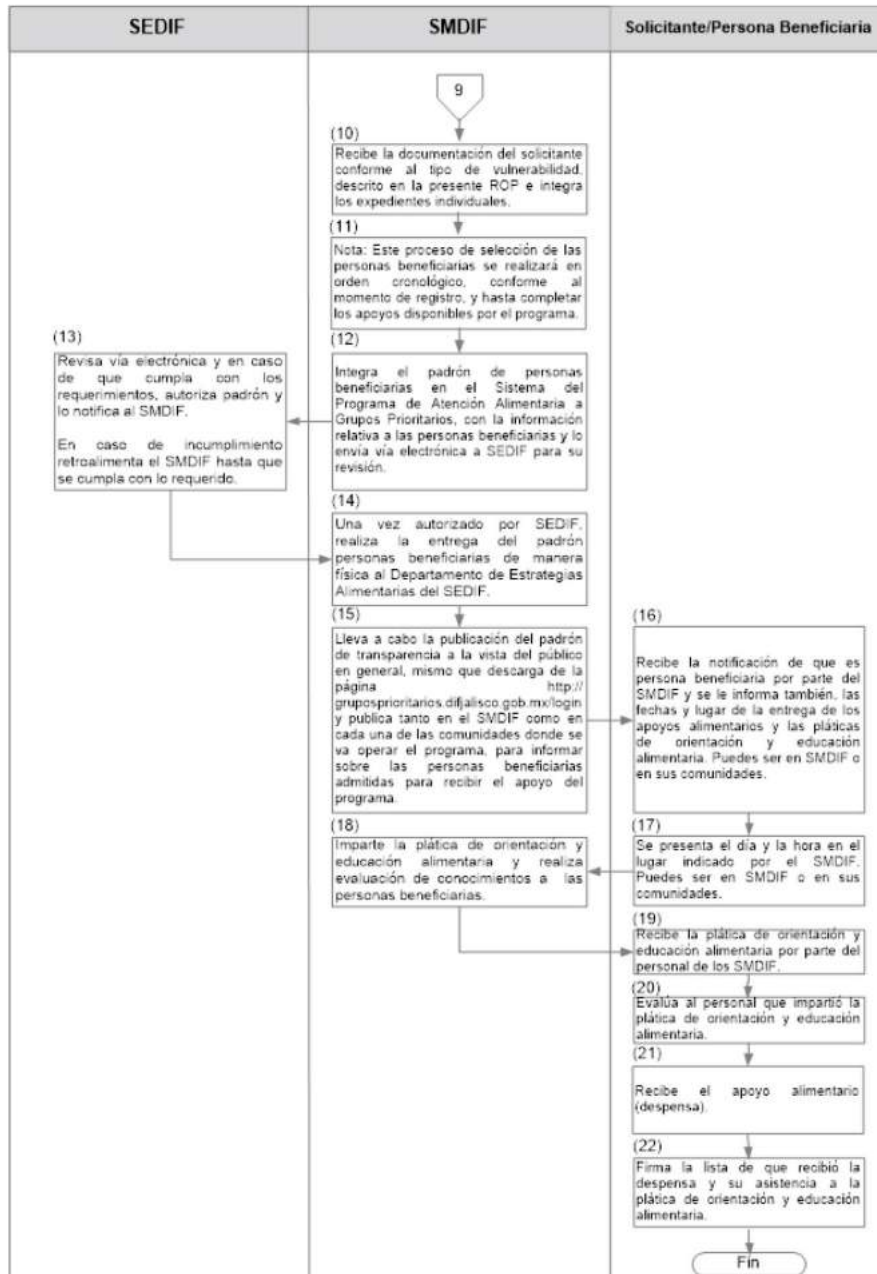 SEDIF
SMDIF
Solicitante/Persona Beneficiaria
9
(10)
Recibe la documentación del solicitante
conforme al tipo de vulnerabilidad,
descrito en la presente ROP e integra
los expedientes individuales.
(11)
Nota: Este proceso de selección de las
personas beneficiarias se realizará en
orden cronológico, conforme al
momento de registro, y hasta completar
los apoyos disponibles por el programa.
(12)
Integra el padrón de personas
beneficiarias en el Sistema del
Programa de Atención Alimentaria a
Grupos Prioritarios, con la información
relativa a las personas beneficiarias y lo
envía vía electrónica a SEDIF para su
revisión.
(13)
Revisa vía electrónica y en caso
de que cumpla con los
requerimientos, autoriza padrón y
lo notifica al SMDIF.
En caso de incumplimiento
retroalimenta el SMDIF hasta que
se cumpla con lo requerido.
(14)
Una vez autorizado por SEDIF,
realiza la entrega del padrón
personas beneficiarias de manera
física al Departamento de Estrategias
Alimentarias del SEDIF.
(15)
Lleva a cabo la publicación del padrón
de transparencia a la vista del público
en general, mismo que descarga de la
página http://
gruposprioritarios.difjalisco.gob.mx/login
y publica tanto en el SMDIF como en
cada una de las comunidades donde se
va operar el programa, para informar
sobre las personas beneficiarias
admitidas para recibir el apoyo del
programa.
(16)
Recibe la notificación de que es
persona beneficiaria por parte del
SMDIF y se le informa también, las
fechas y lugar de la entrega de los
apoyos alimentarios y las pláticas
de orientación y educación
alimentaria. Puedes ser en SMDIF o
en sus comunidades.
(17)
Se presenta el día y la hora en el
lugar indicado por el SMDIF.
Puedes ser en SMDIF o en sus
comunidades.
(18)
Imparte la plática de orientación y
educación alimentaria y realiza
evaluación de conocimientos a las
personas beneficiarias.
(19)
Recibe la plática de orientación y
educación alimentaria por parte del
personal de los SMDIF.
(20)
Evalúa al personal que impartió la
plática de orientación y educación
alimentaria.
(21)
Recibe el apoyo alimentario
(despensa).
(22)
Firma la lista de que recibió la
despensa y su asistencia a la
plática de orientación y educación
alimentaria.
Fin